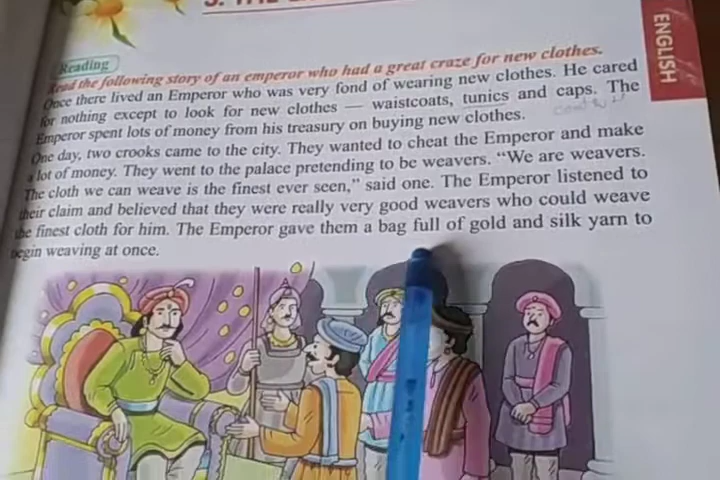 Reading
Read the following story of an emperor who had a great craze for new clothes.
Once there lived an Emperor who was very fond of wearing new clothes. He cared
for nothing except to look for new clothes — waistcoats, tunics and caps. The
Emperor spent lots of money from his treasury on buying new clothes.
One day, two crooks came to the city. They wanted to cheat the Emperor and make
a lot of money. They went to the palace pretending to be weavers. “We are weavers.
The cloth we can weave is the finest ever seen,” said one. The Emperor listened to
their claim and believed that they were really very good weavers who could weave
the finest cloth for him. The Emperor gave them a bag full of gold and silk yarn to
begin weaving at once.
ENGLISH